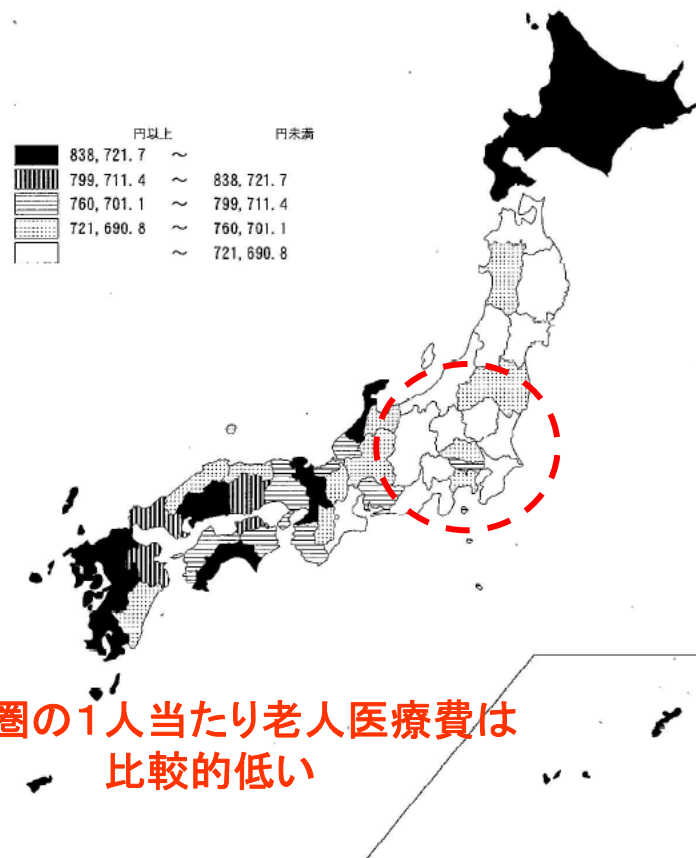 円以上 円未満
838,721.7 ～
799,711.4 ～ 838,721.7
760,701.1 ～ 799,711.4
721,690.8 ～ 760,701.1
～ 721,690.8
圏の１人当たり老人医療費は
比較的低い